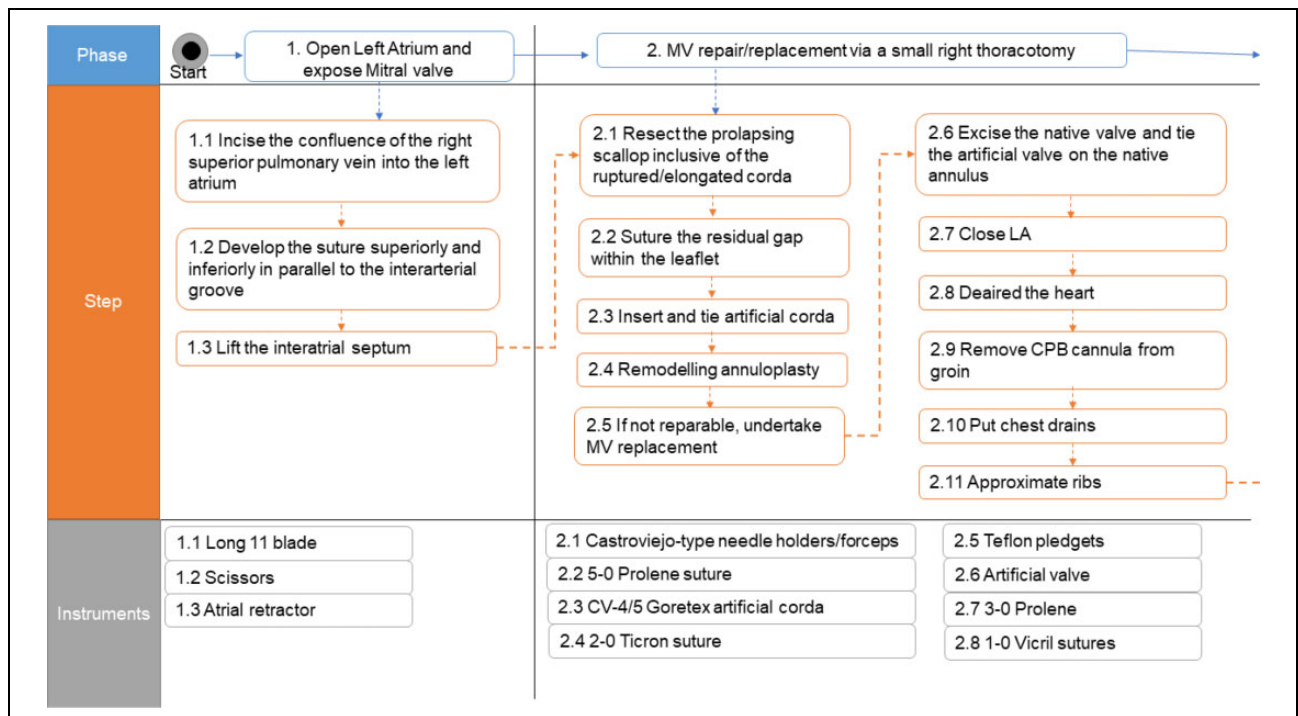 Phase
Start
1. Open Left Atrium and
expose Mitral valve
2. MV repair/replacement via a small right thoracotomy
Step
1.1 Incise the confluence of the right
superior pulmonary vein into the left
atrium
1.2 Develop the suture superiorly and
inferiorly in parallel to the interarterial
groove
1.3 Lift the interatrial septum
2.1 Resect the prolapsing
scallop inclusive of the
ruptured/elongated corda
2.2 Suture the residual gap
within the leaflet
2.3 Insert and tie artificial corda
2.4 Remodelling annuloplasty
2.5 If not reparable, undertake
MV replacement
2.6 Excise the native valve and tie
the artificial valve on the native
annulus
2.7 Close LA
2.8 Deaired the heart
2.9 Remove CPB cannula from
groin
2.10 Put chest drains
2.11 Approximate ribs
Instruments
1.1 Long 11 blade
1.2 Scissors
1.3 Atrial retractor
2.1 Castroviejo-type needle holders/forceps
2.2 5-0 Prolene suture
2.3 CV-4/5 Goretex artificial corda
2.4 2-0 Ticron suture
2.5 Teflon pledgets
2.6 Artificial valve
2.7 3-0 Prolene
2.8 1-0 Vicril sutures